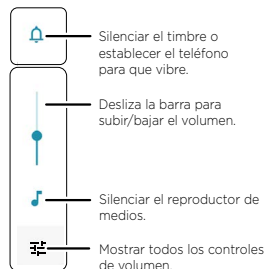 Silenciar el timbre o
establecer el teléfono
para que vibre.
Desliza la barra para
subir/bajar el volumen.
Silenciar el reproductor de
medios.
Mostrar todos los controles
de volumen.